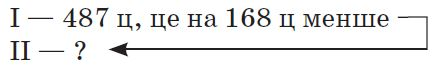 I — 487 ц, це на 168 ц менше
II — ?